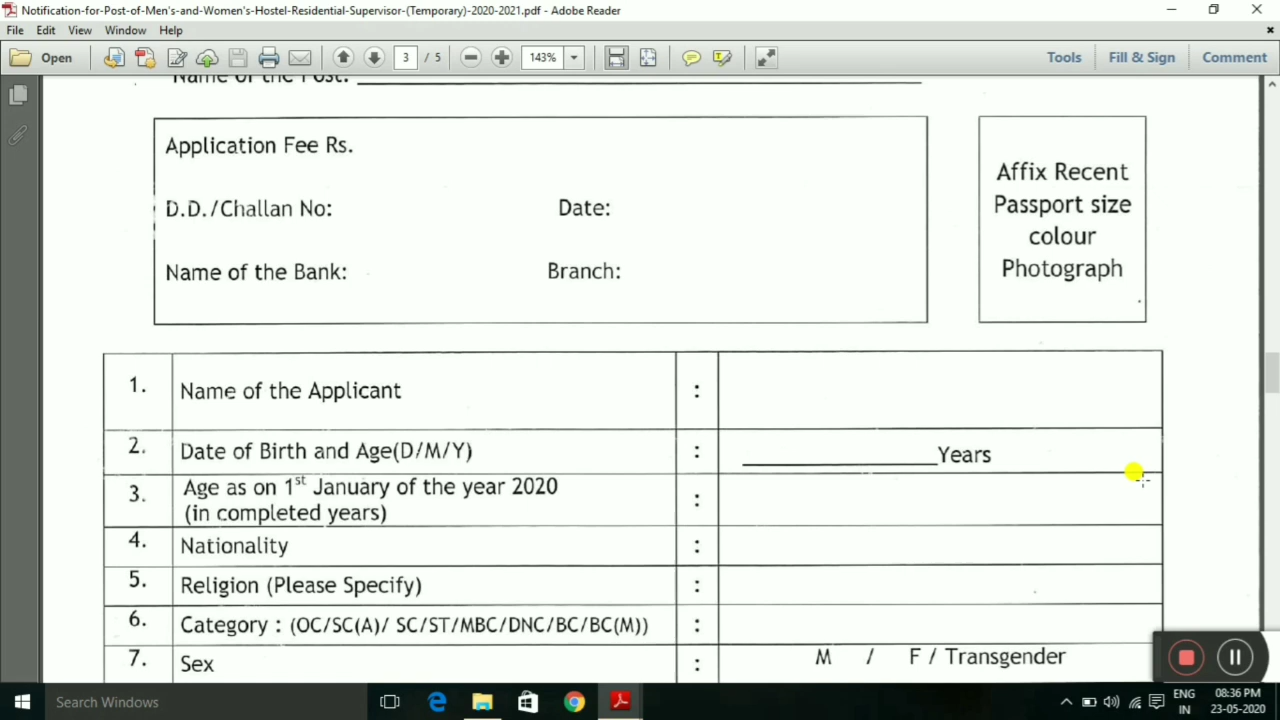 Notification-for-Post-of-Men's-and-Women's-Hostel-Residential-Supervisor-(Temporary)-2020-2021.pdf - Adobe Reader
File Edit View Window Help
Open 3 / 5 143% Tools Fill & Sign Comment
Name of the Post:
Application Fee Rs.
D.D./Challan No: Date:
Name of the Bank: Branch:
Affix Recent
Passport size
colour
Photograph
1. Name of the Applicant :
2. Date of Birth and Age(D/M/Y) : ____________Years
3. Age as on 1st January of the year 2020
(in completed years) :
4. Nationality :
5. Religion (Please Specify) :
6. Category : (OC/SC(A)/ SC/ST/MBC/DNC/BC/BC(M)) :
7. Sex : M / F / Transgender
Search Windows
ENG 08:36 PM
IN 23-05-2020